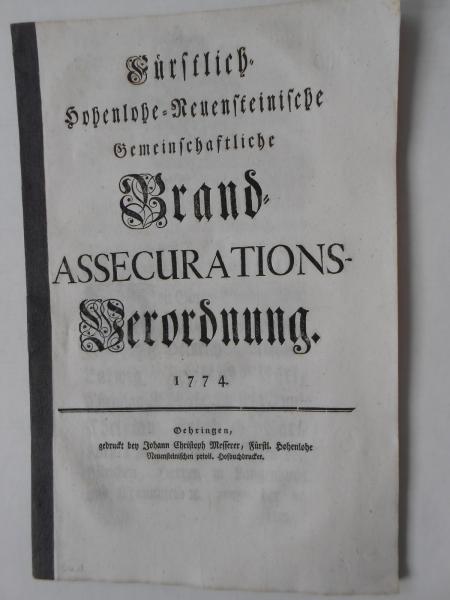 Fürstlich-
Hohenlohe-Neuensteinische
Gemeinschaftliche
Brand-
ASSECURATIONS-
Verordnung.
1774.
Oehringen,
gedruckt bey Johann Christoph Messerer, Fürstl. Hohenlohe
Neuensteinischen privil. Hofbuchdrucker.